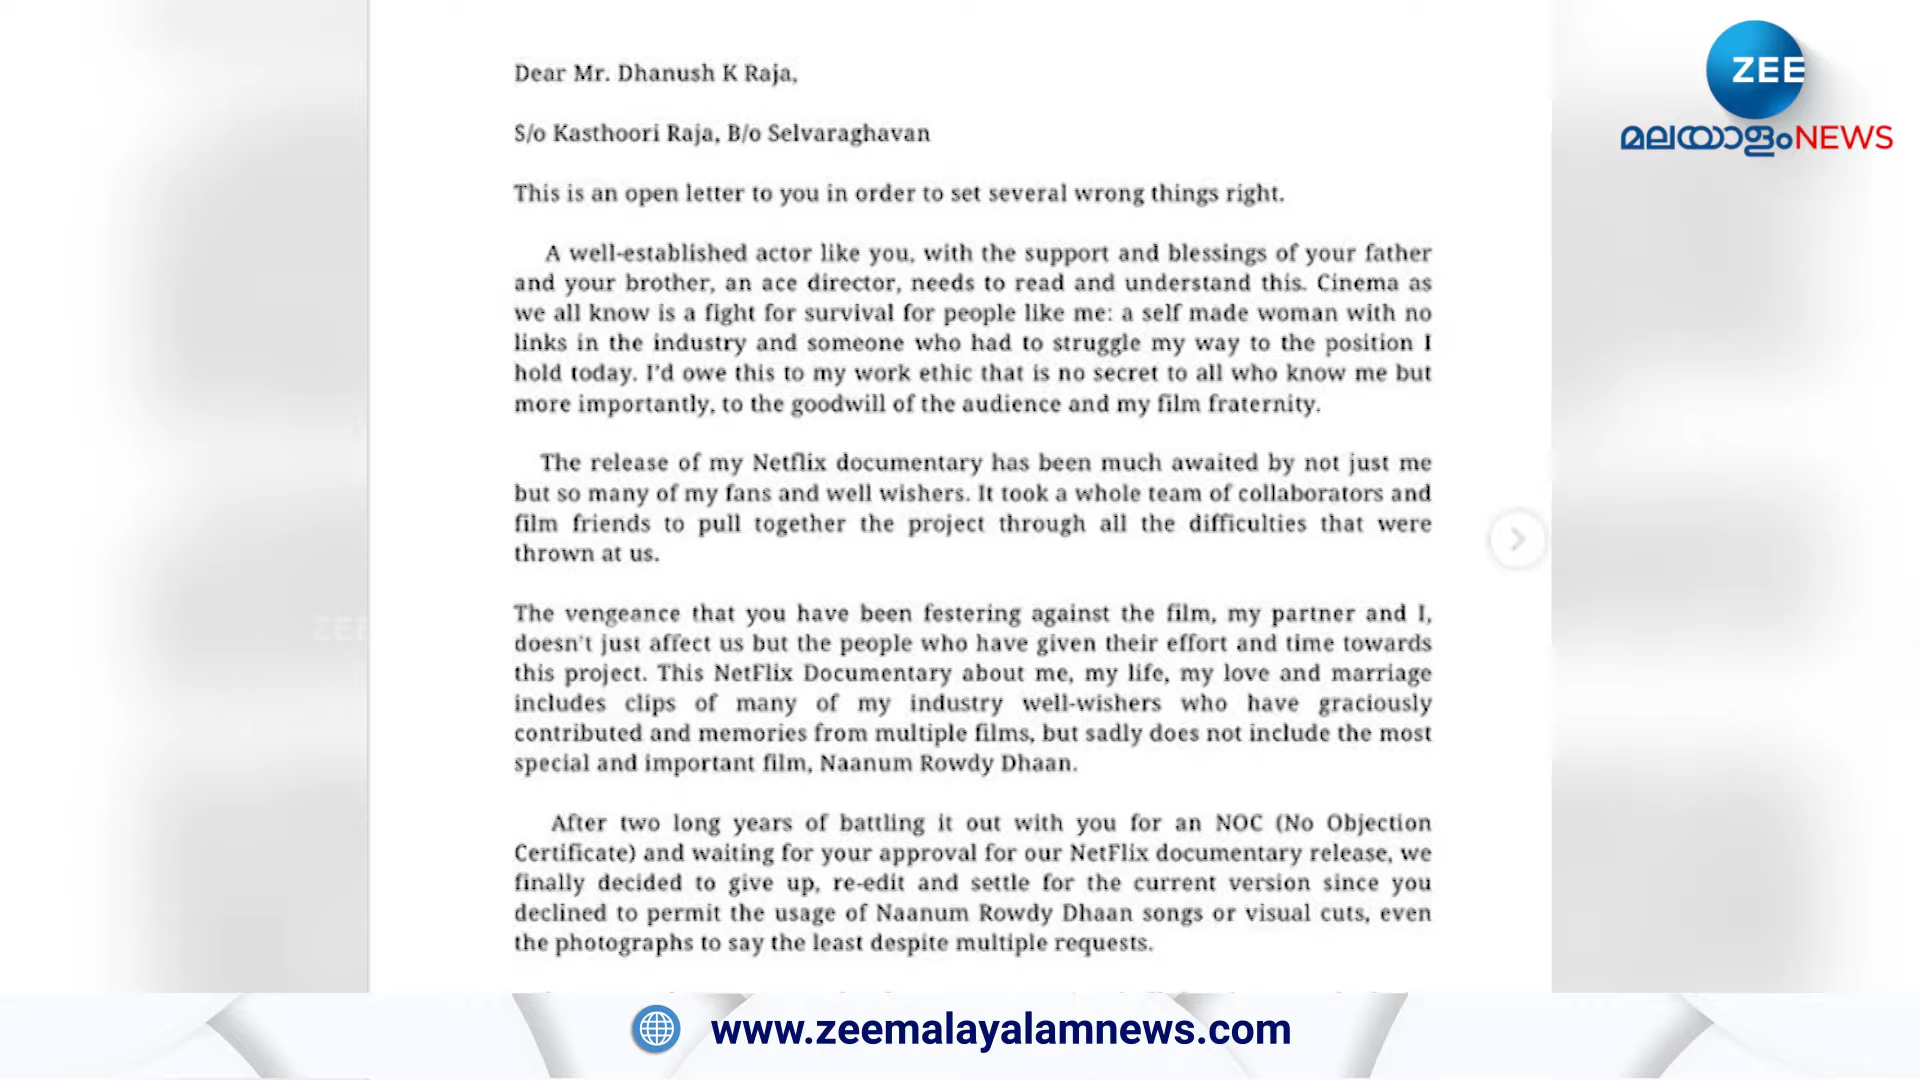 Dear Mr. Dhanush K Raja,
S/o Kasthoori Raja, B/o Selvaraghavan
This is an open letter to you in order to set several wrong things right.
A well-established actor like you, with the support and blessings of your father
and your brother, an ace director, needs to read and understand this. Cinema as
we all know is a fight for survival for people like me: a self made woman with no
links in the industry and someone who had to struggle my way to the position I
hold today. I'd owe this to my work ethic that is no secret to all who know me but
more importantly, to the goodwill of the audience and my film fraternity.
The release of my Netflix documentary has been much awaited by not just me
but so many of my fans and well wishers. It took a whole team of collaborators and
film friends to pull together the project through all the difficulties that were
thrown at us.
The vengeance that you have been festering against the film, my partner and I,
doesn't just affect us but the people who have given their effort and time towards
this project. This NetFlix Documentary about me, my life, my love and marriage
includes clips of many of my industry well-wishers who have graciously
contributed and memories from multiple films, but sadly does not include the most
special and important film, Naanum Rowdy Dhaan.
After two long years of battling it out with you for an NOC (No Objection
Certificate) and waiting for your approval for our NetFlix documentary release, we
finally decided to give up, re-edit and settle for the current version since you
declined to permit the usage of Naanum Rowdy Dhaan songs or visual cuts, even
the photographs to say the least despite multiple requests.
ZEE
മലയാളംNEWS
ZEE
www.zeemalayalamnews.com